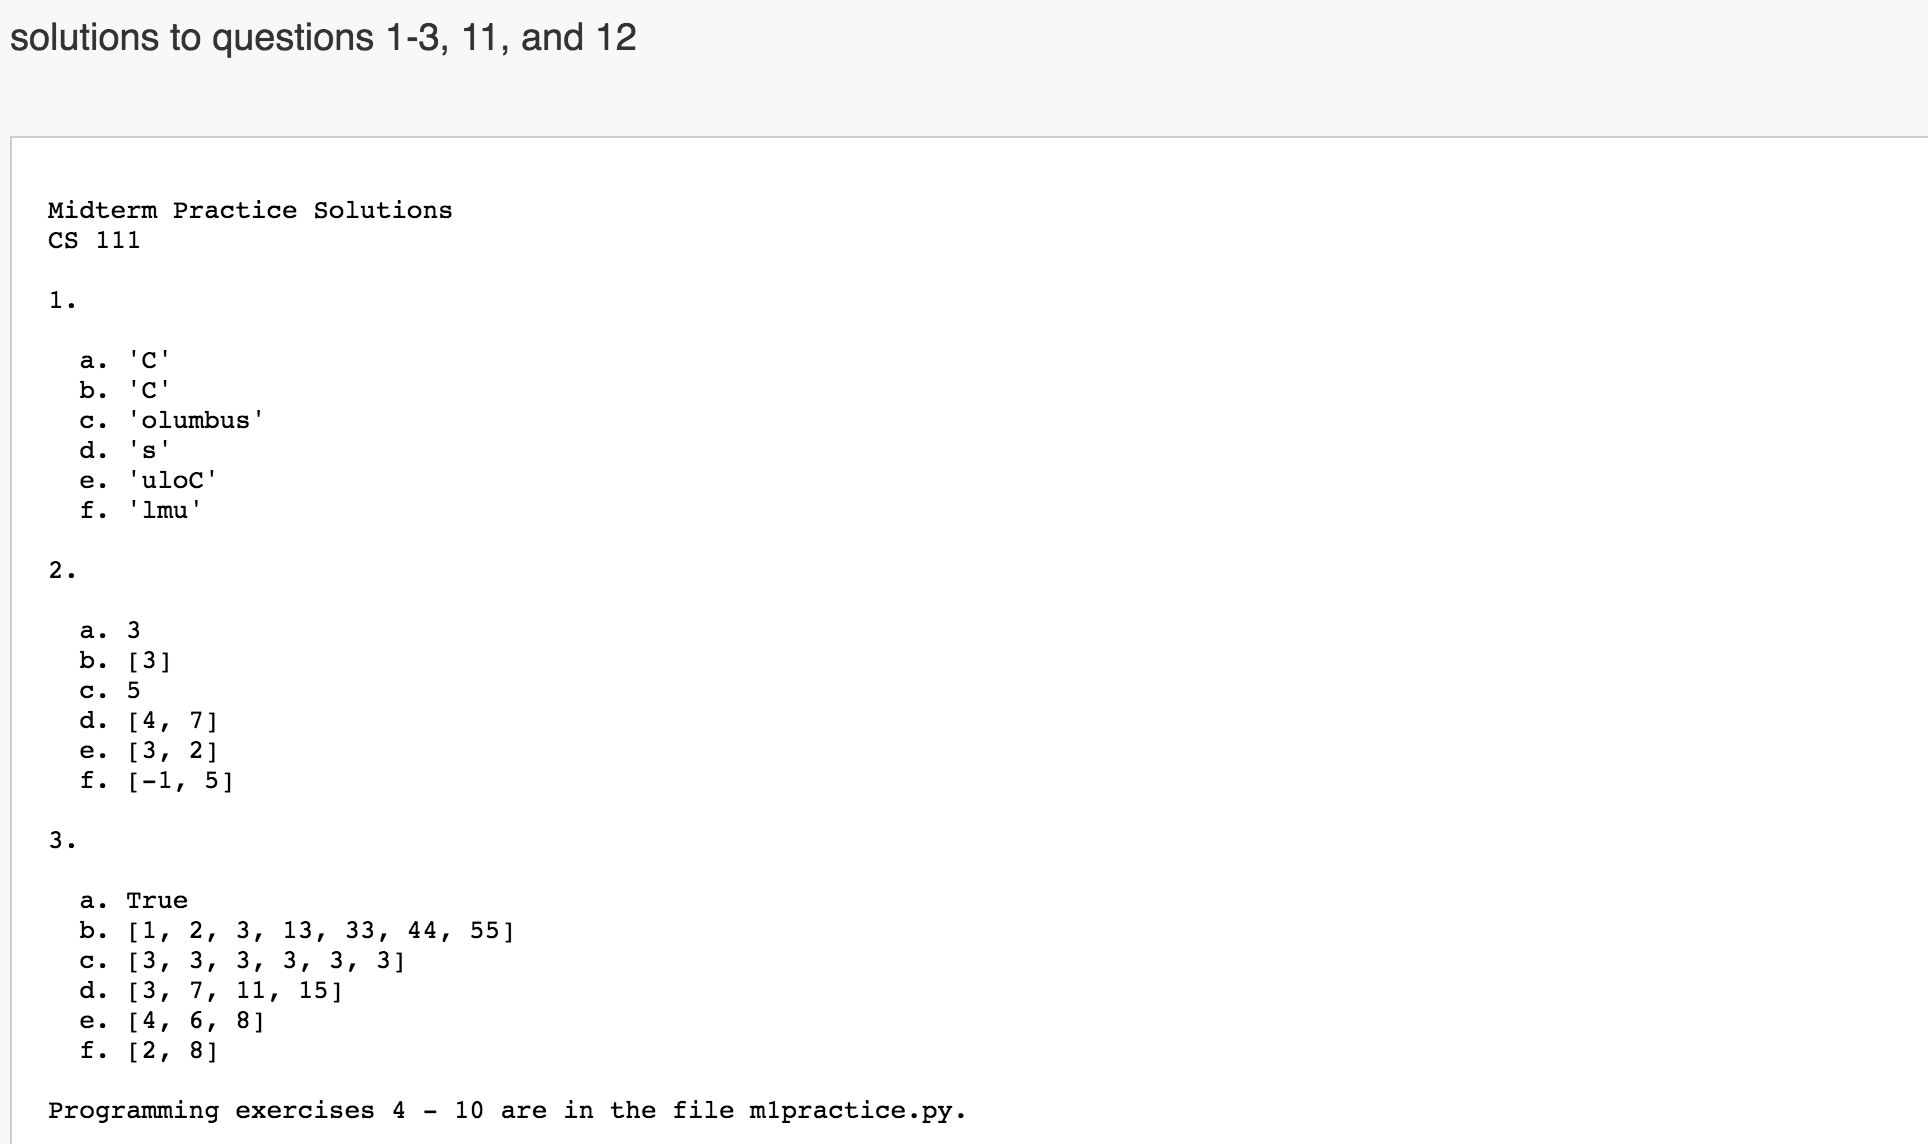 solutions to questions 1-3, 11, and 12
Midterm Practice Solutions
CS 111
1.
a. 'C'
b. 'C'
c. 'olumbus'
d. 's'
e. 'uloC'
f. 'lmu'
2.
a. 3
b. [3]
c. 5
d. [4, 7]
e. [3, 2]
f. [-1, 5]
3.
a. True
b. [1, 2, 3, 13, 33, 44, 55]
c. [3, 3, 3, 3, 3, 3]
d. [3, 7, 11, 15]
e. [4, 6, 8]
f. [2, 8]
Programming exercises 4 - 10 are in the file m1practice.py.